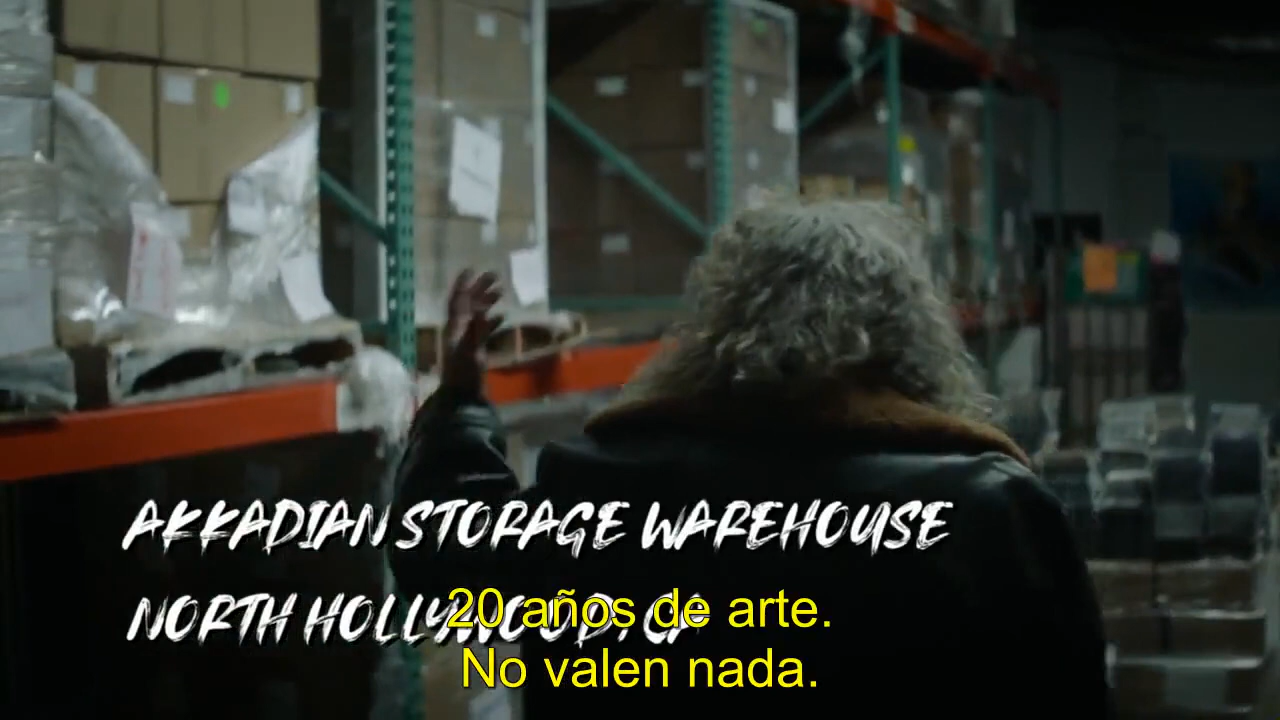 AKKADIAN STORAGE WAREHOUSE
NORTH HOLLYWOOD, CA
20 años de arte.
No valen nada.